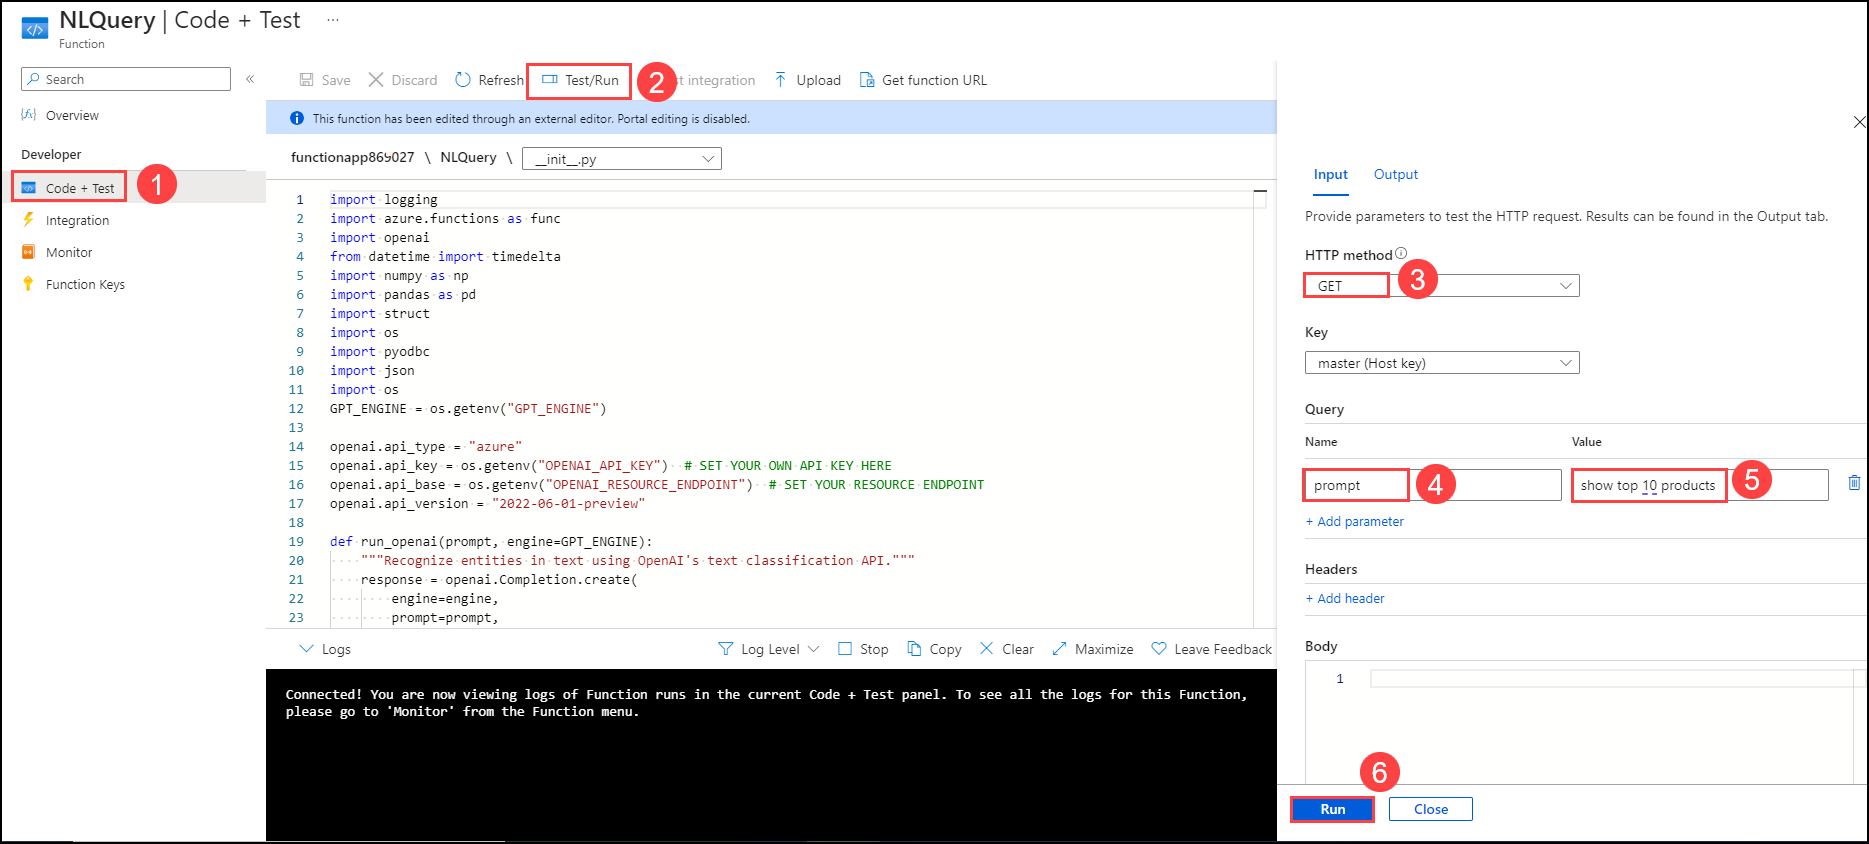 NLQuery | Code + Test ...
Function
Search «
Overview
Developer
Code + Test 1
Integration
Monitor
Function Keys
Save Discard Refresh Test/Run 2 integration Upload Get function URL
This function has been edited through an external editor. Portal editing is disabled.
functionapp869027 \ NLQuery \ __init__.py
1 import logging
2 import azure.functions as func
3 import openai
4 from datetime import timedelta
5 import numpy as np
6 import pandas as pd
7 import struct
8 import os
9 import pyodbc
10 import json
11 import os
12 GPT_ENGINE = os.getenv("GPT_ENGINE")
13
14 openai.api_type = "azure"
15 openai.api_key = os.getenv("OPENAI_API_KEY")  # SET YOUR OWN API KEY HERE
16 openai.api_base = os.getenv("OPENAI_RESOURCE_ENDPOINT")  # SET YOUR RESOURCE ENDPOINT
17 openai.api_version = "2022-06-01-preview"
18
19 def run_openai(prompt, engine=GPT_ENGINE):
20     """Recognize entities in text using OpenAI's text classification API."""
21     response = openai.Completion.create(
22         engine=engine,
23         prompt=prompt,
Logs Log Level Stop Copy Clear Maximize Leave Feedback
Connected! You are now viewing logs of Function runs in the current Code + Test panel. To see all the logs for this Function,
please go to 'Monitor' from the Function menu.
Input Output
Provide parameters to test the HTTP request. Results can be found in the Output tab.
HTTP method
GET 3
Key
master (Host key)
Query
Name Value
prompt 4 show top 10 products 5
+ Add parameter
Headers
+ Add header
Body
1
6
Run Close